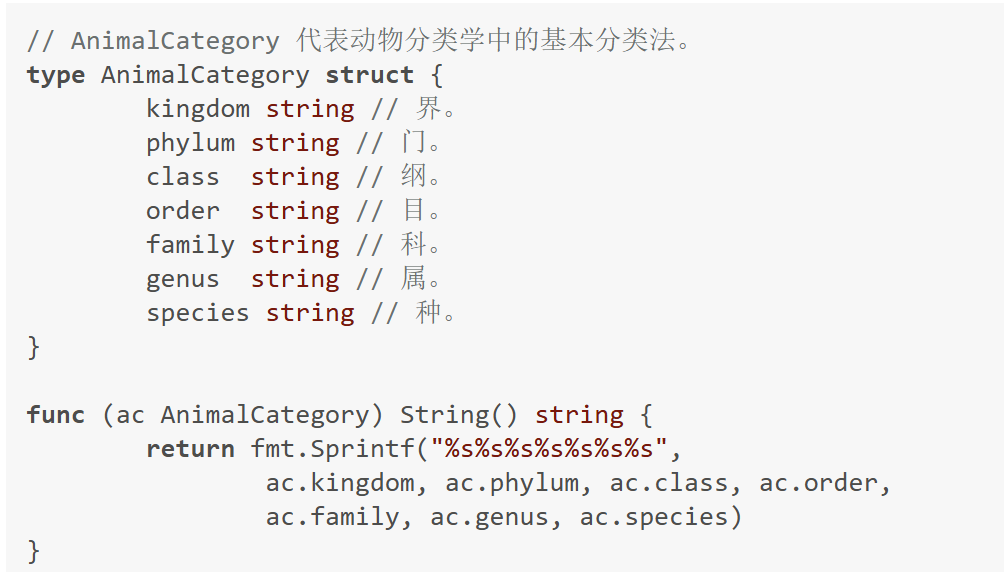 // AnimalCategory 代表动物分类学中的基本分类法。
type AnimalCategory struct {
        kingdom string // 界。
        phylum string // 门。
        class  string // 纲。
        order  string // 目。
        family string // 科。
        genus  string // 属。
        species string // 种。
}

func (ac AnimalCategory) String() string {
        return fmt.Sprintf("%s%s%s%s%s%s%s",
                ac.kingdom, ac.phylum, ac.class, ac.order,
                ac.family, ac.genus, ac.species)
}